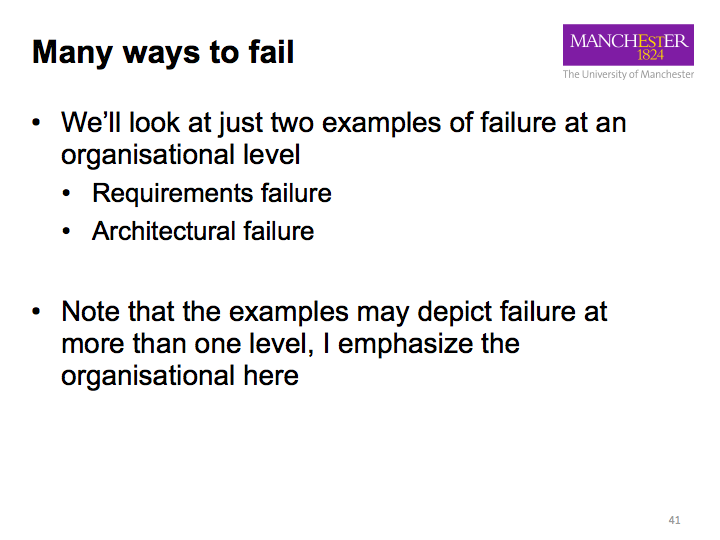 Many ways to fail
MANCHEStER
1824
The University of Manchester
• We’ll look at just two examples of failure at an
organisational level
• Requirements failure
• Architectural failure
• Note that the examples may depict failure at
more than one level, I emphasize the
organisational here
41